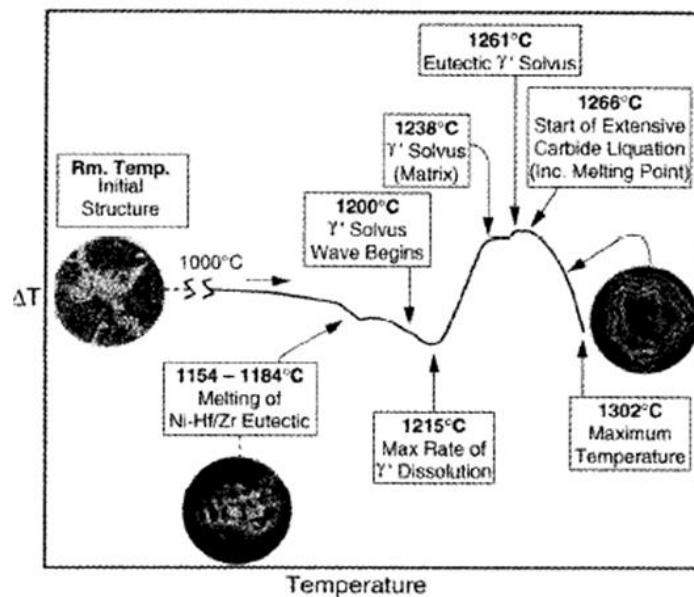 1261°C
Eutectic γ' Solvus
1266°C
Start of Extensive
Carbide Liquation
(Inc. Melting Point)
1238°C
γ' Solvus
(Matrix)
Rm. Temp.
Initial
Structure
1200°C
γ' Solvus
Wave Begins
1000°C
ΔT
1154 – 1184°C
Melting of
Ni-Hf/Zr Eutectic
1215°C
Max Rate of
γ' Dissolution
1302°C
Maximum
Temperature
Temperature